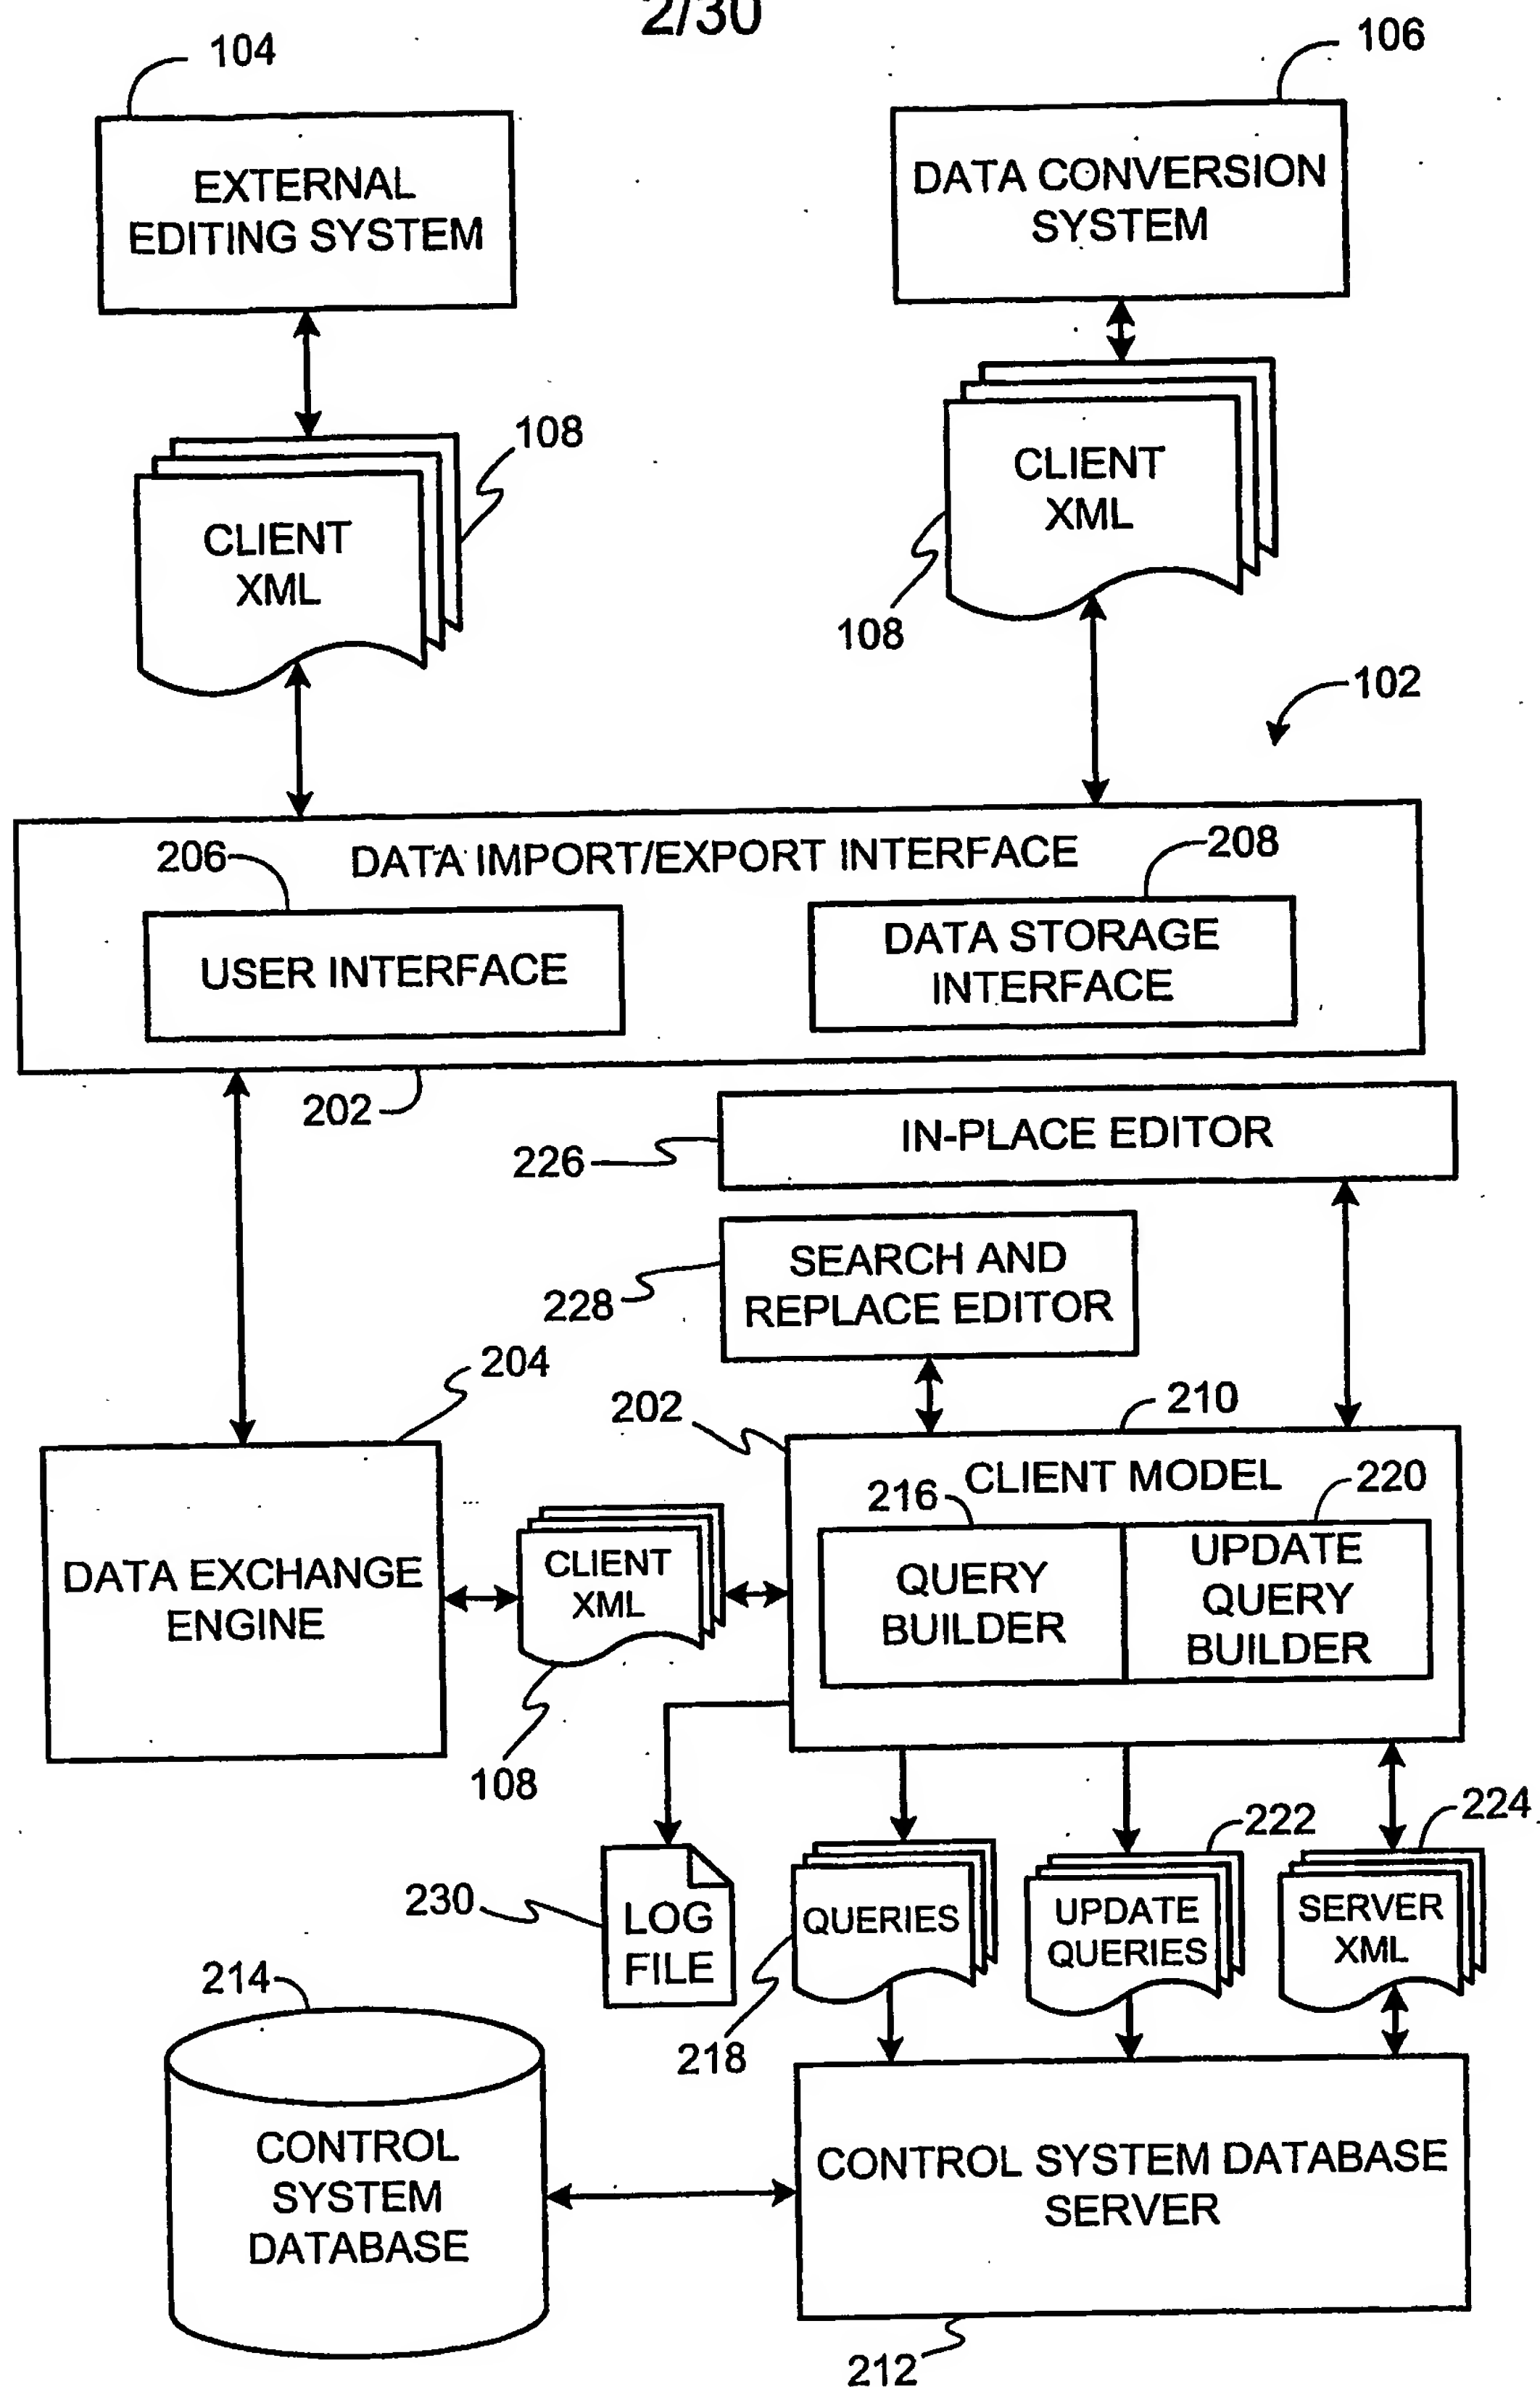 2/30
104
106
EXTERNAL
EDITING SYSTEM
DATA CONVERSION
SYSTEM
108
CLIENT
XML
CLIENT
XML
108
102
DATA IMPORT/EXPORT INTERFACE
206
208
USER INTERFACE
DATA STORAGE
INTERFACE
202
IN-PLACE EDITOR
226
SEARCH AND
REPLACE EDITOR
228
204
202
210
CLIENT MODEL
216
220
DATA EXCHANGE
ENGINE
CLIENT
XML
QUERY
BUILDER
UPDATE
QUERY
BUILDER
108
222
224
230
LOG
FILE
QUERIES
UPDATE
QUERIES
SERVER
XML
214
218
CONTROL
SYSTEM
DATABASE
CONTROL SYSTEM DATABASE
SERVER
212